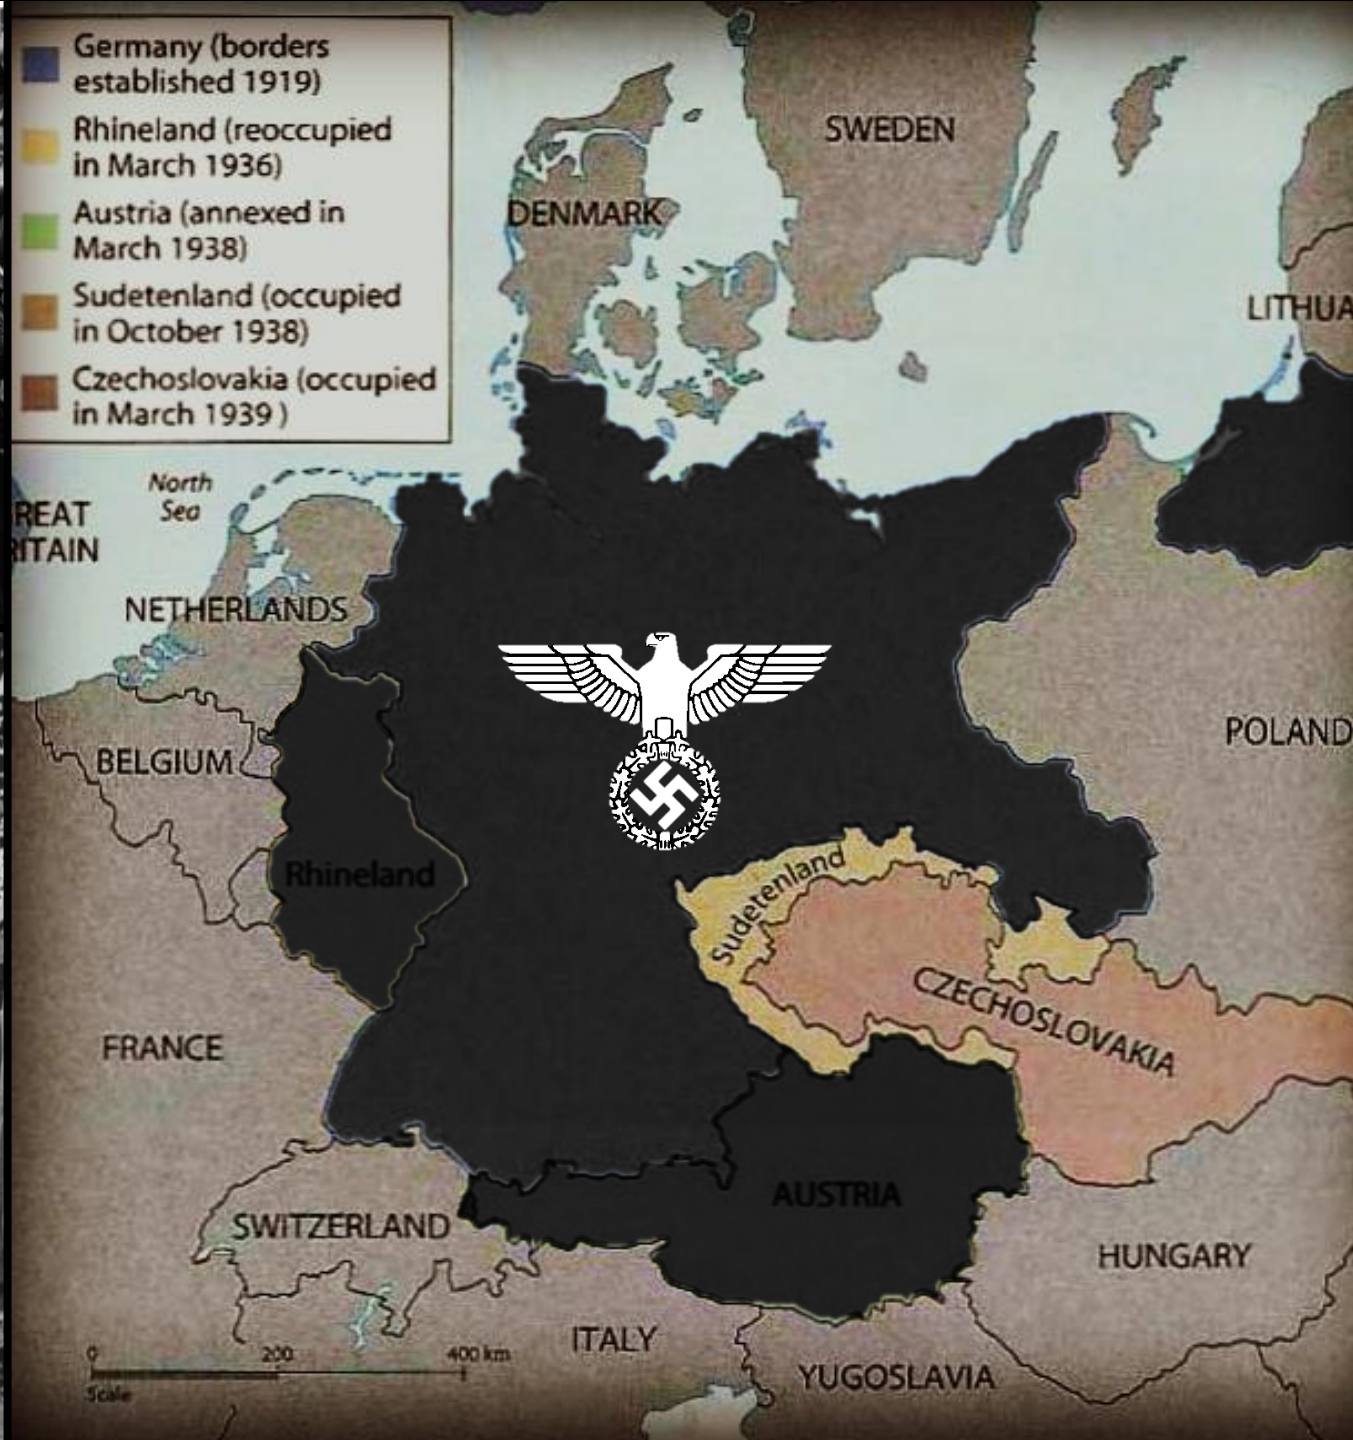 Germany (borders
established 1919)
Rhineland (reoccupied
in March 1936)
Austria (annexed in
March 1938)
Sudetenland (occupied
in October 1938)
Czechoslovakia (occupied
in March 1939 )
SWEDEN
DENMARK
LITHUA
North
Sea
REAT
RITAIN
NETHERLANDS
POLAND
BELGIUM
Sudetenland
Rhineland
CZECHOSLOVAKIA
FRANCE
AUSTRIA
SWITZERLAND
HUNGARY
ITALY
0 200 400 km
YUGOSLAVIA
Scale